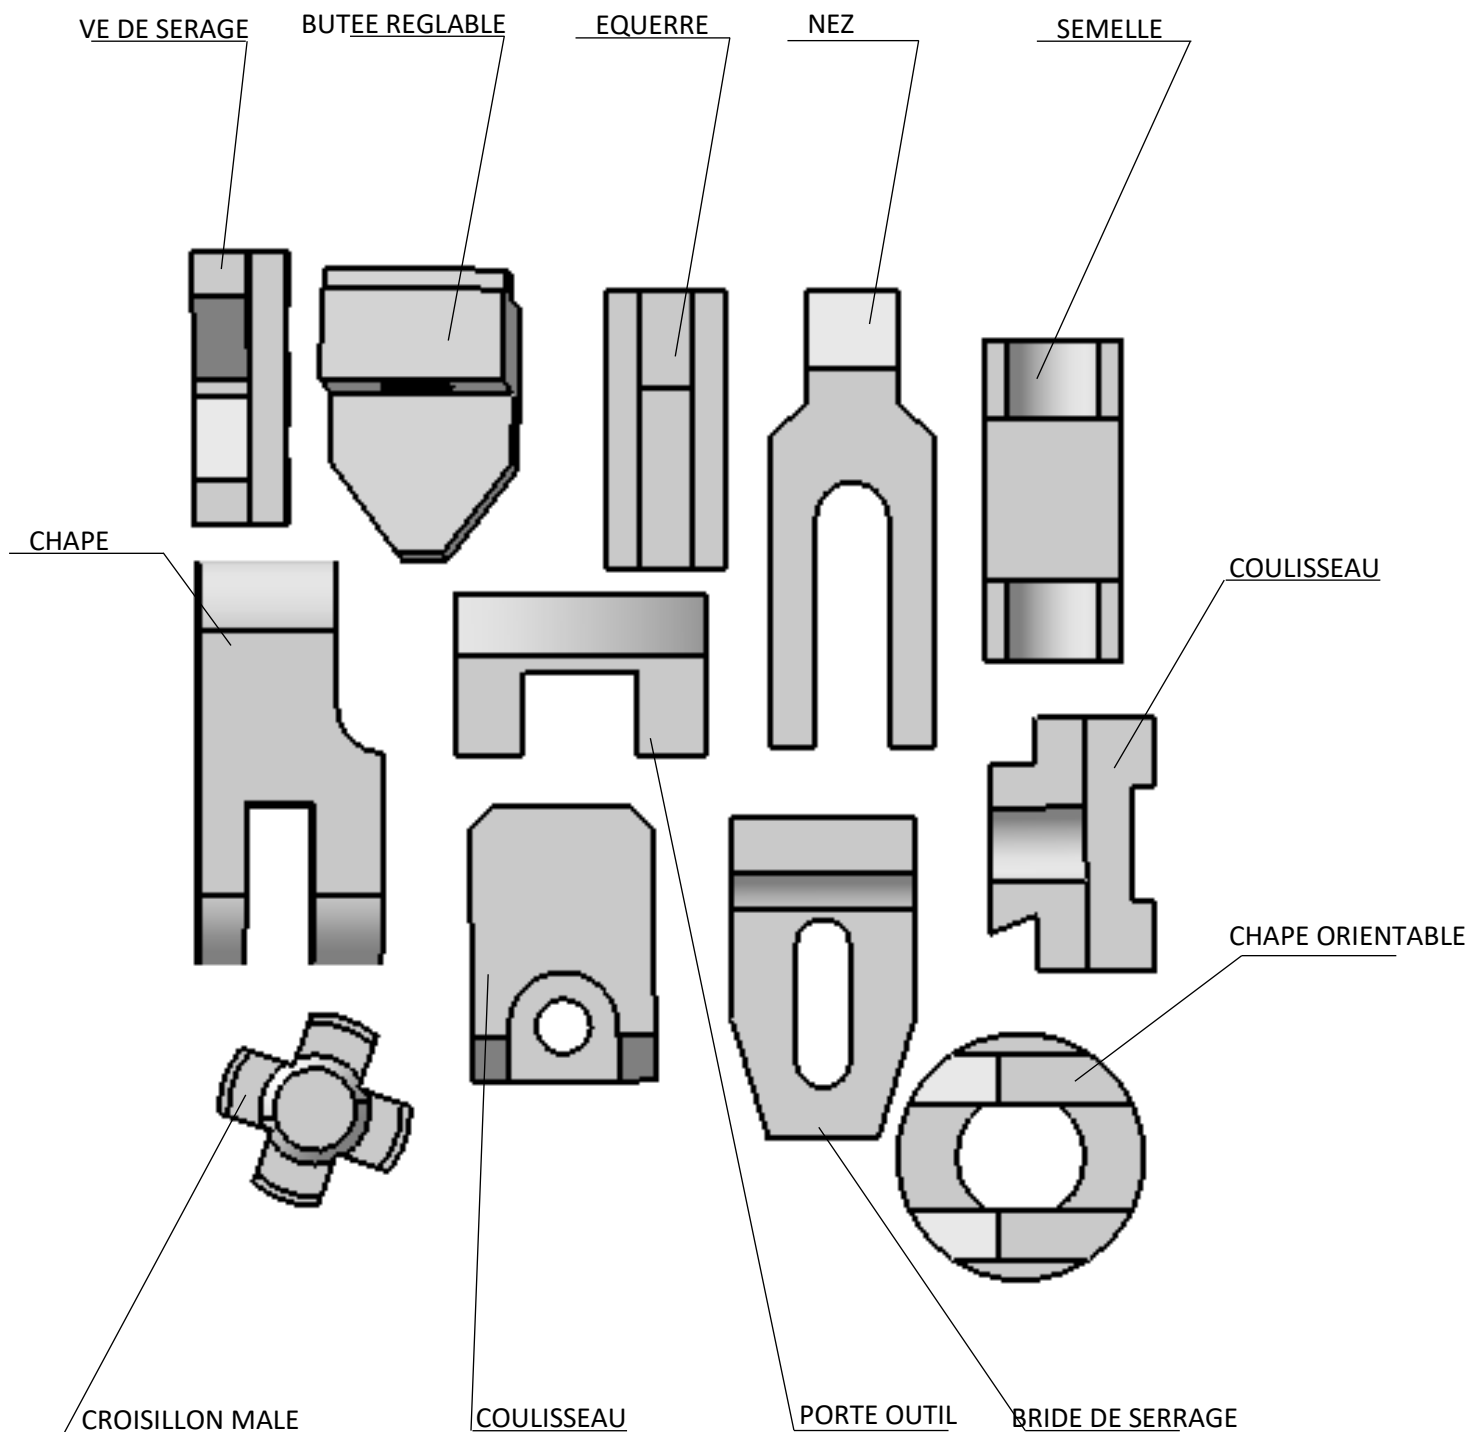 VE DE SERAGE
BUTEE REGLABLE
EQUERRE
NEZ
SEMELLE
CHAPE
COULISSEAU
CHAPE ORIENTABLE
CROISILLON MALE
COULISSEAU
PORTE OUTIL
BRIDE DE SERRAGE